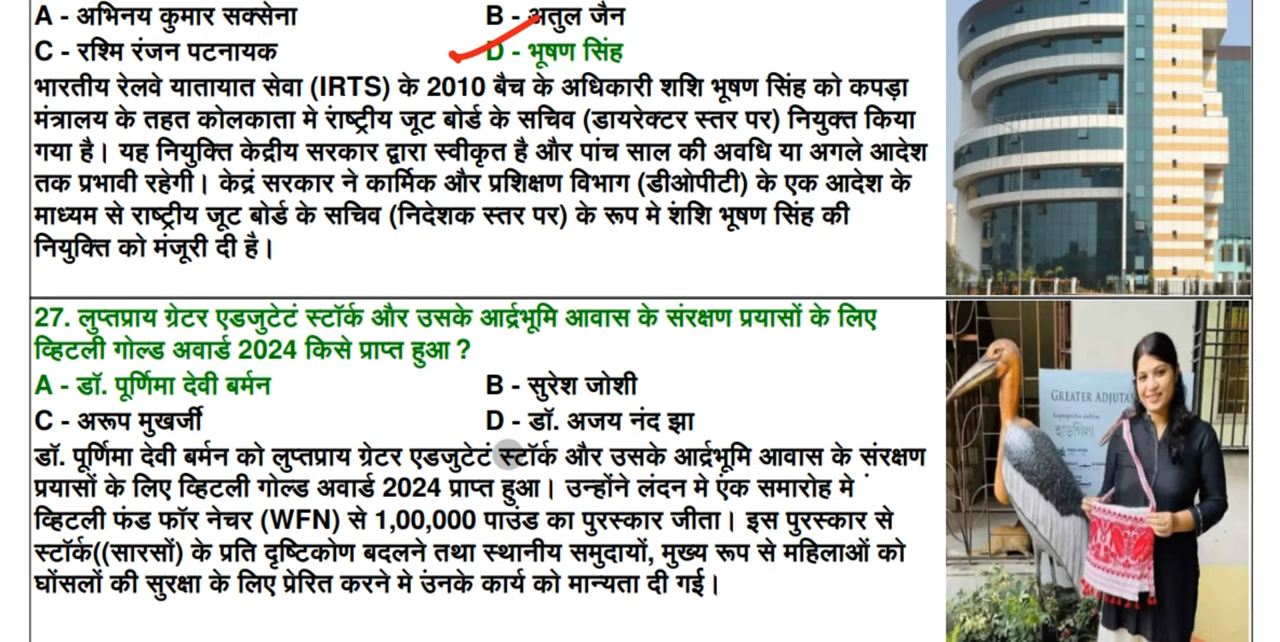 A - अभिनय कुमार सक्सेना B - अतुल जैन
C - रश्मि रंजन पटनायक D - भूषण सिंह
भारतीय रेलवे यातायात सेवा (IRTS) के 2010 बैच के अधिकारी शशि भूषण सिंह को कपड़ा
मंत्रालय के तहत कोलकाता मे रंाष्ट्रीय जूट बोर्ड के सचिव (डायरेक्टर स्तर पर) नियुक्त किया
गया है। यह नियुक्ति केंद्रीय सरकार द्वारा स्वीकृत है और पांच साल की अवधि या अगले आदेश
तक प्रभावी रहेगी। केद्रं सरकार ने कार्मिक और प्रशिक्षण विभाग (डीओपीटी) के एक आदेश के
माध्यम से राष्ट्रीय जूट बोर्ड के सचिव (निदेशक स्तर पर) के रूप मे शंशि भूषण सिंह की
नियुक्ति को मंजूरी दी है।
27. लुप्तप्राय ग्रेटर एडजुटेटं स्टॉर्क और उसके आर्द्रभूमि आवास के संरक्षण प्रयासों के लिए
व्हिटली गोल्ड अवार्ड 2024 किसे प्राप्त हुआ ?
A - डॉ. पूर्णिमा देवी बर्मन B - सुरेश जोशी
C - अरूप मुखर्जी D - डॉ. अजय नंद झा
डॉ. पूर्णिमा देवी बर्मन को लुप्तप्राय ग्रेटर एडजुटेटं स्टॉर्क और उसके आर्द्रभूमि आवास के संरक्षण
प्रयासों के लिए व्हिटली गोल्ड अवार्ड 2024 प्राप्त हुआ। उन्होंने लंदन मे एंक समारोह मे ं
व्हिटली फंड फॉर नेचर (WFN) से 1,00,000 पाउंड का पुरस्कार जीता। इस पुरस्कार से
स्टॉर्क((सारसों) के प्रति दृष्टिकोण बदलने तथा स्थानीय समुदायों, मुख्य रूप से महिलाओं को
घोंसलों की सुरक्षा के लिए प्रेरित करने मे उंनके कार्य को मान्यता दी गई।
GREATER ADJUTA
হাড়গিলা